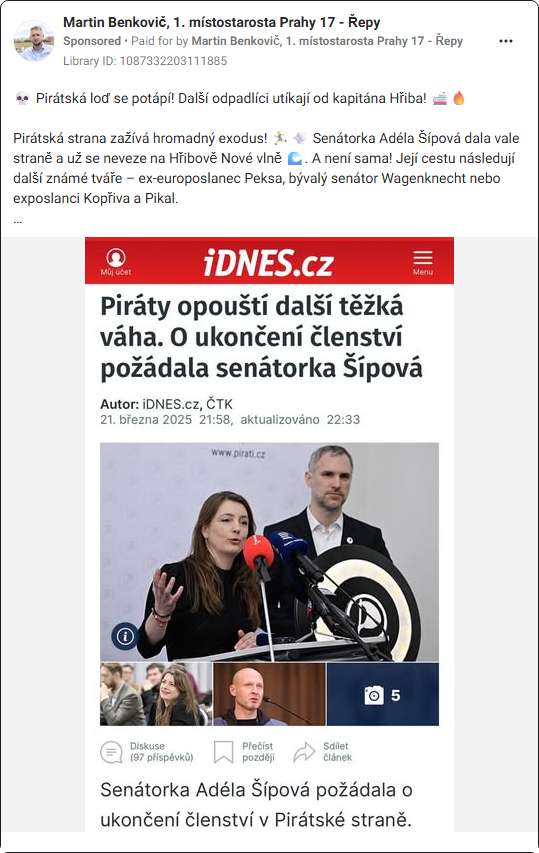 Martin Benkovič, 1. místostarosta Prahy 17 - Řepy
Sponsored • Paid for by Martin Benkovič, 1. místostarosta Prahy 17 - Řepy
Library ID: 1087332203111885
💀 Pirátská loď se potápí! Další odpadlíci utíkají od kapitána Hřiba! 🚢🔥
Pirátská strana zažívá hromadný exodus! 🏃💨 Senátorka Adéla Šípová dala vale
straně a už se neveze na Hřibově Nové vlně 🌊. A není sama! Její cestu následují
další známé tváře – ex-europoslanec Peksa, bývalý senátor Wagenknecht nebo
exposlanci Kopřiva a Pikal.
...
Můj účet
iDNES.cz
Menu
Piráty opouští další těžká
váha. O ukončení členství
požádala senátorka Šípová
Autor: iDNES.cz, ČTK
21. března 2025 21:58, aktualizováno 22:33
www.pirati.cz
5
Diskuse
(97 příspěvků)
Přečíst
později
Sdílet
článek
Senátorka Adéla Šípová požádala o
ukončení členství v Pirátské straně.